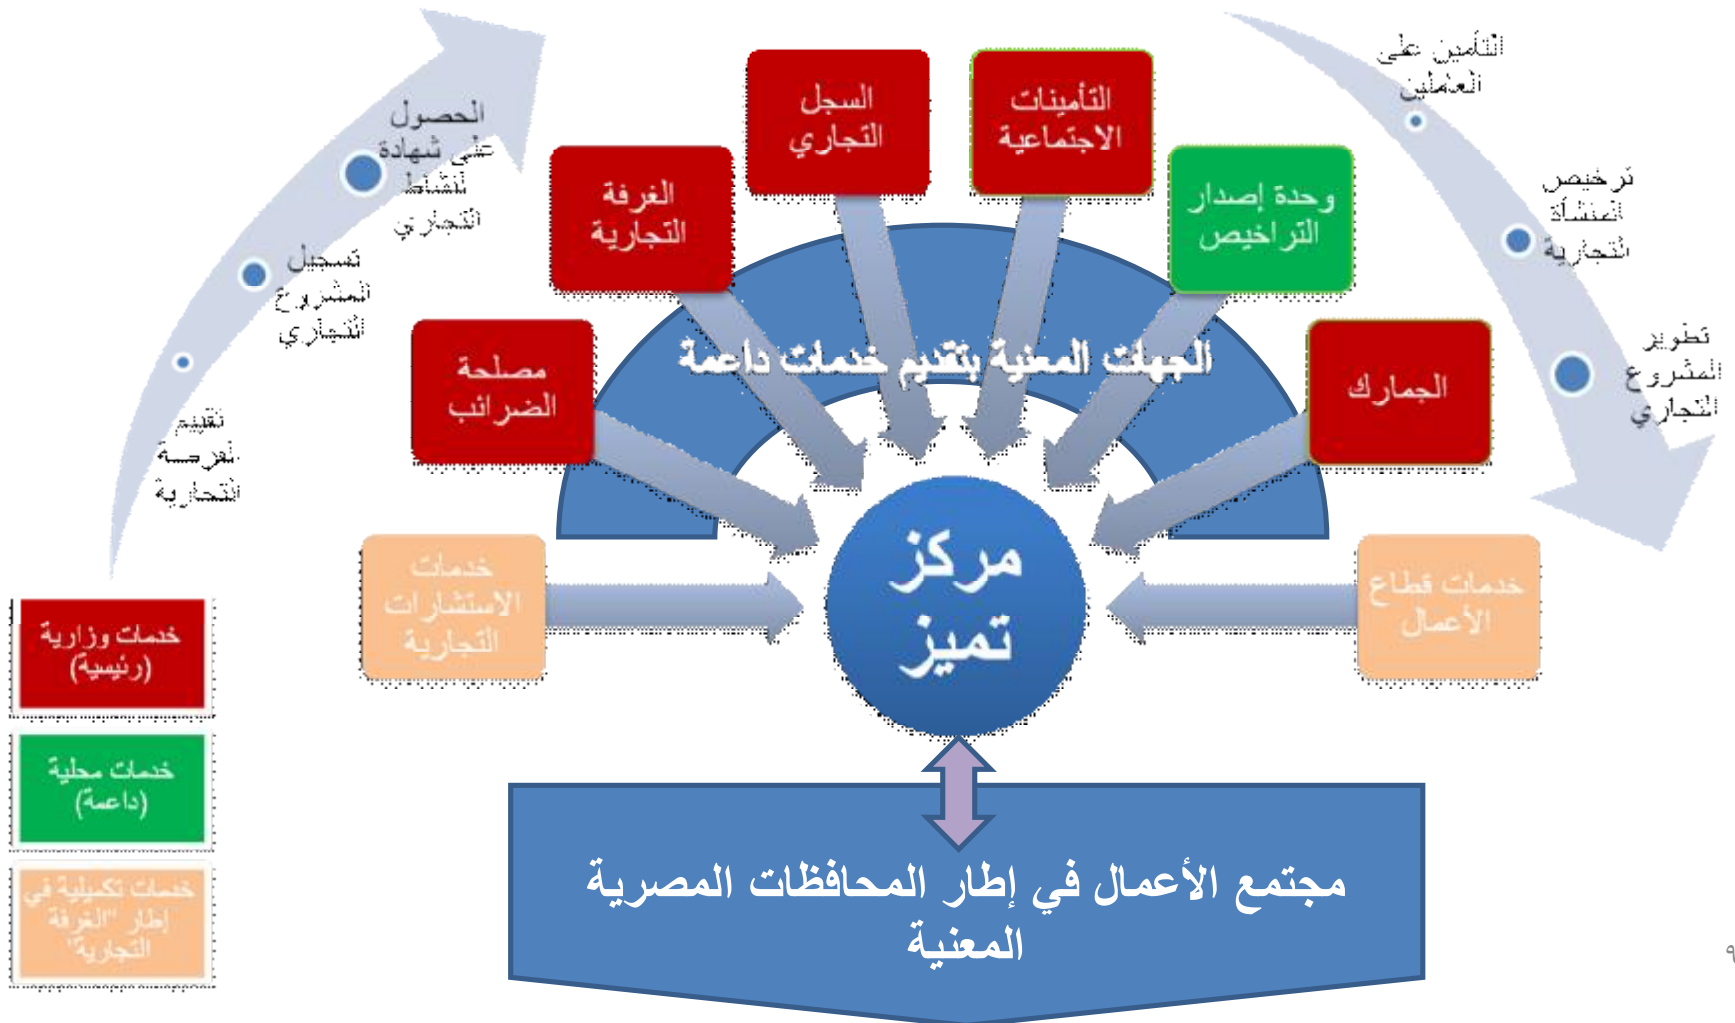 التأمين على
العاملين
ترخيص
المنشأة
التجارية
تطوير
المشروع
التجاري
التأمينات
الاجتماعية
السجل
التجاري
وحدة إصدار
التراخيص
الغرفة
التجارية
الجمارك
مصلحة
الضرائب
خدمات قطاع
الأعمال
خدمات
الاستشارات
التجارية
الجهات المعنية بتقديم خدمات داعمة
مركز
تميز
الحصول
على شهادة
لنشاط
التجاري
تسجيل
المشروع
التجاري
تقييم
لفرصة
التجارية
خدمات وزارية
(رئيسية)
خدمات محلية
(داعمة)
خدمات تكميلية في
إطار "الغرفة
التجارية"
مجتمع الأعمال في إطار المحافظات المصرية
المعنية
٩